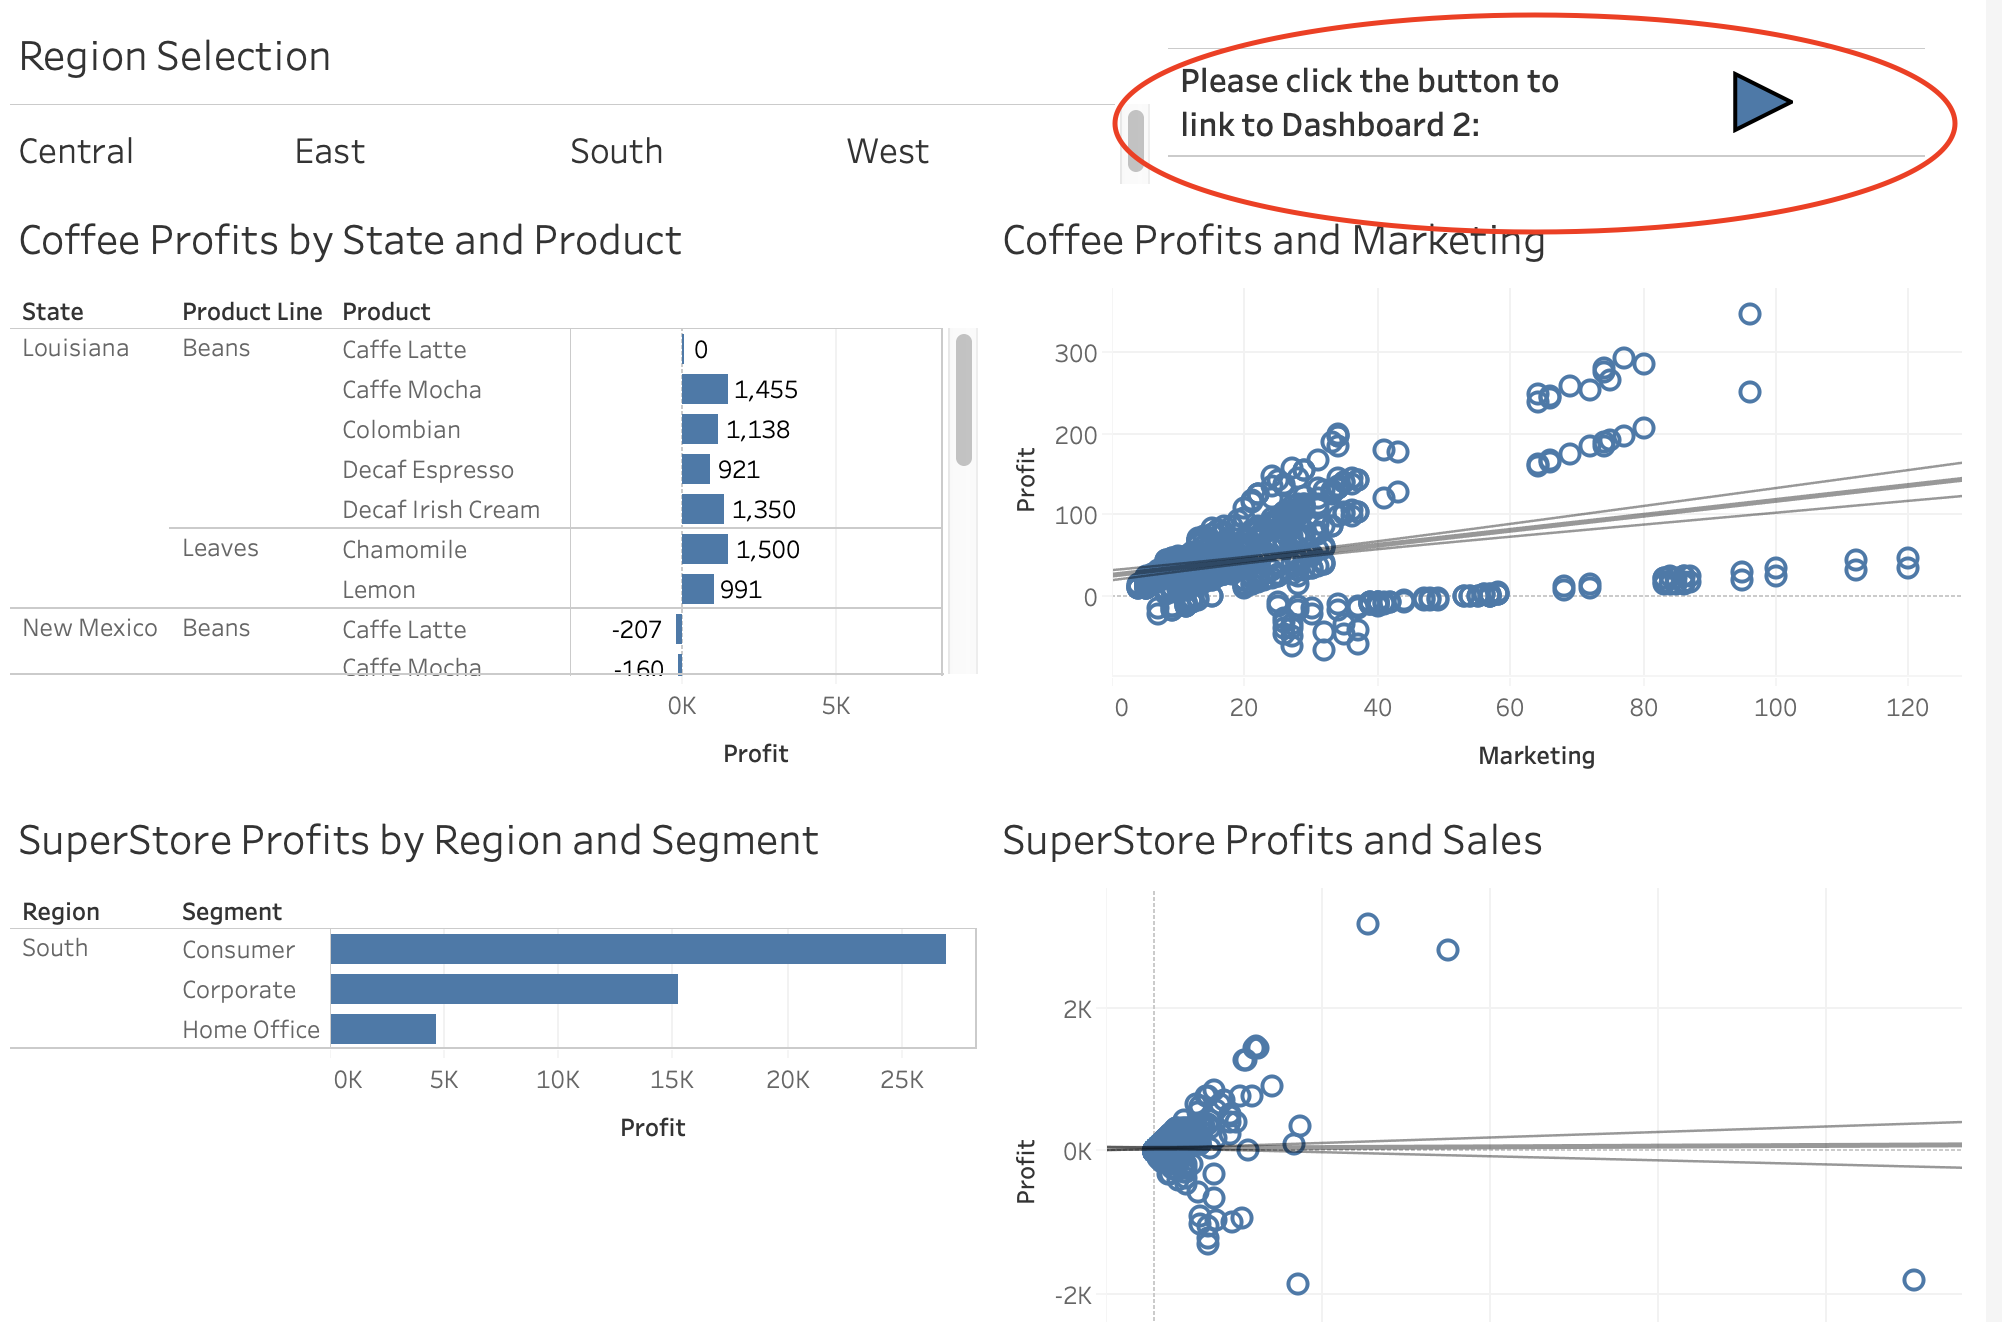 Region Selection
Please click the button to
link to Dashboard 2:
Central East South West
Coffee Profits by State and Product
State Product Line Product
Louisiana Beans Caffe Latte 0
Caffe Mocha 1,455
Colombian 1,138
Decaf Espresso 921
Decaf Irish Cream 1,350
Leaves Chamomile 1,500
Lemon 991
New Mexico Beans Caffe Latte -207
Caffe Mocha -160
0K 5K
Profit
Coffee Profits and Marketing
300
200
100
0
Profit
0 20 40 60 80 100 120
Marketing
SuperStore Profits by Region and Segment
Region Segment
South Consumer
Corporate
Home Office
0K 5K 10K 15K 20K 25K
Profit
SuperStore Profits and Sales
2K
0K
-2K
Profit